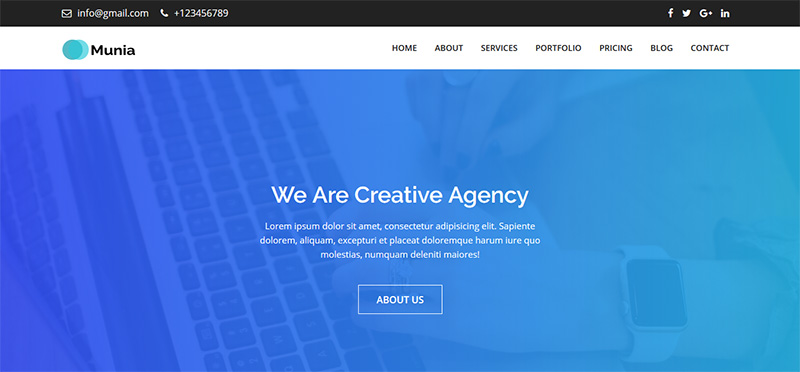 info@gmail.com +123456789
Munia
HOME ABOUT SERVICES PORTFOLIO PRICING BLOG CONTACT
We Are Creative Agency
Lorem ipsum dolor sit amet, consectetur adipisicing elit. Sapiente
dolorem, aliquam, excepturi et placeat doloremque harum iure quo
molestias, numquam deleniti maiores!
ABOUT US